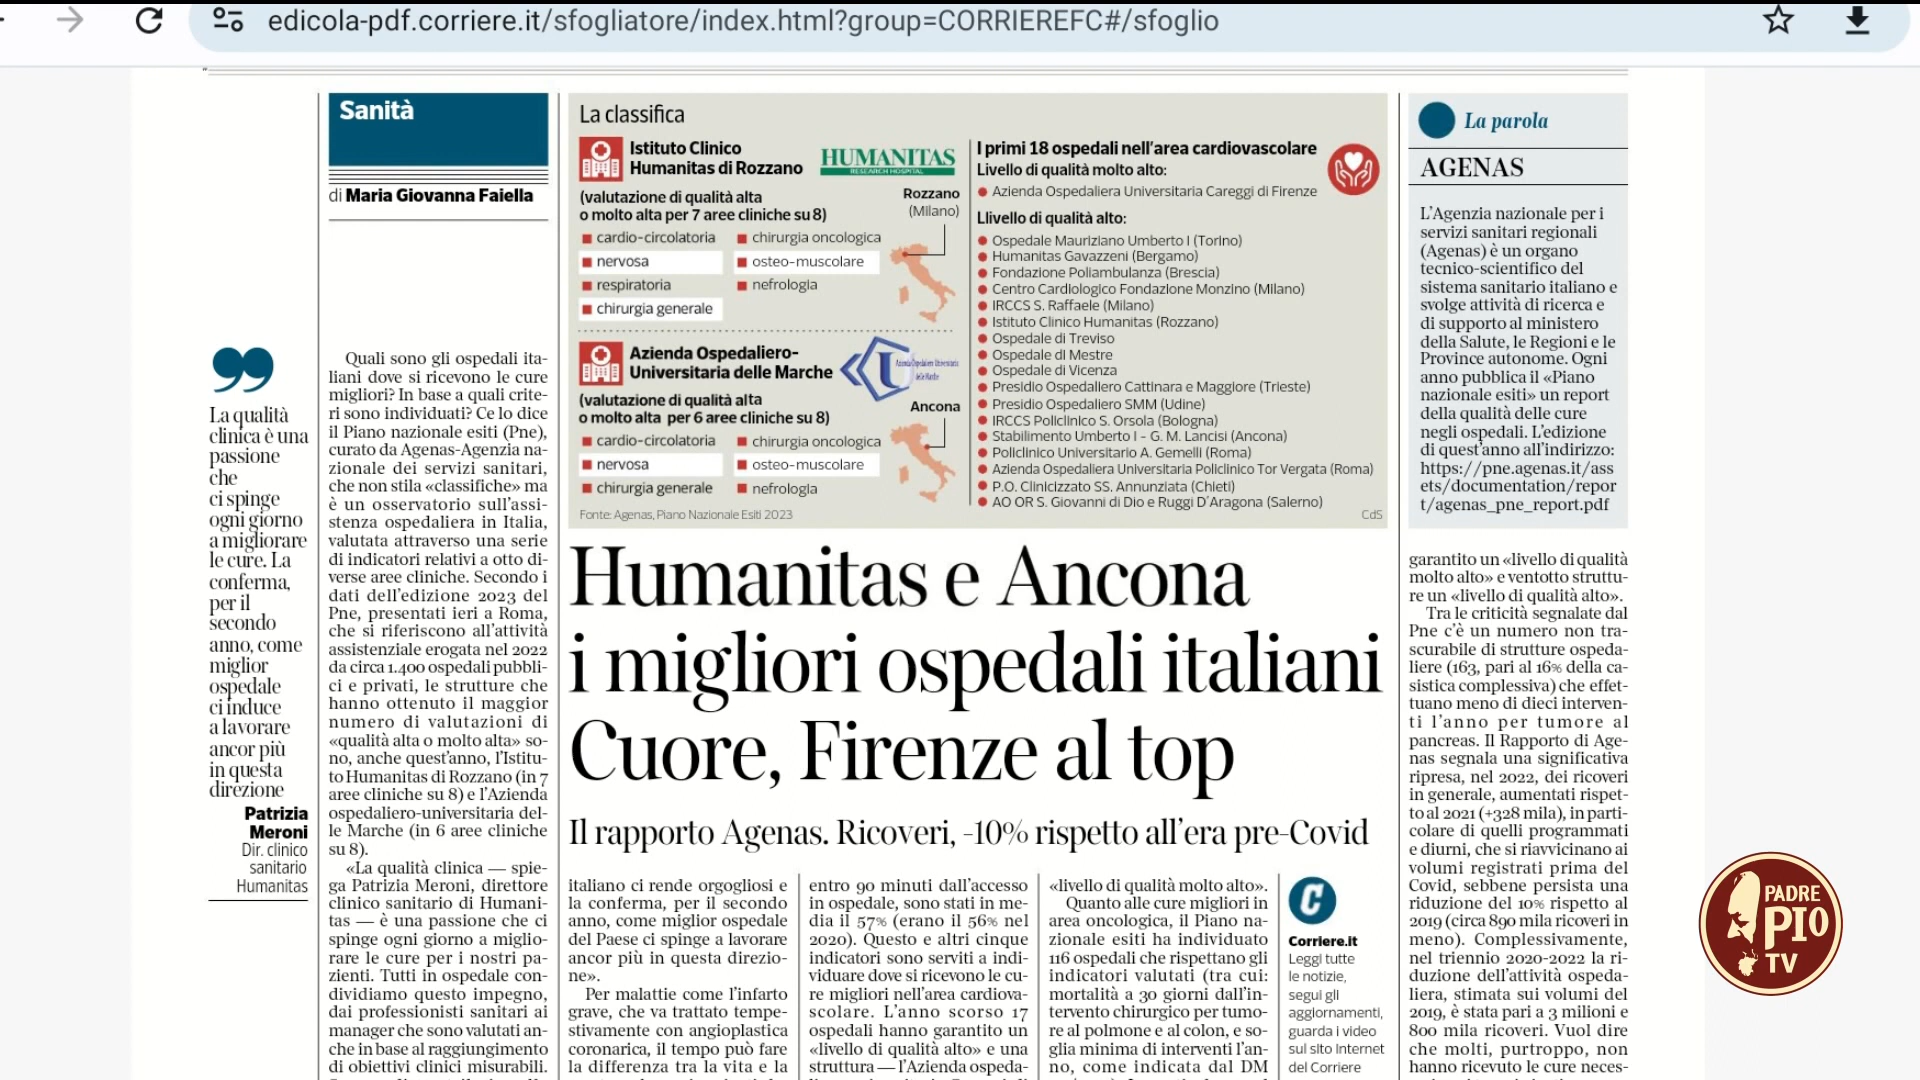 edicola-pdf.corriere.it/sfogliatore/index.html?group=CORRIEREFC#/sfoglio
La qualità
clinica è una
passione
che
ci spinge
ogni giorno
a migliorare
le cure. La
conferma,
per il
secondo
anno, come
miglior
ospedale
ci induce
a lavorare
ancor più
in questa
direzione
Patrizia
Meroni
Dir. clinico
sanitario
Humanitas
Sanità
di Maria Giovanna Faiella
Quali sono gli ospedali ita-
liani dove si ricevono le cure
migliori? In base a quali crite-
ri sono individuati? Ce lo dice
il Piano nazionale esiti (Pne),
curato da Agenas-Agenzia na-
zionale dei servizi sanitari,
che non stila «classifiche» ma
è un osservatorio sull'assi-
stenza ospedaliera in Italia,
valutata attraverso una serie
di indicatori relativi a otto di-
verse aree cliniche. Secondo i
dati dell'edizione 2023 del
Pne, presentati ieri a Roma,
che si riferiscono all'attività
assistenziale erogata nel 2022
da circa 1.400 ospedali pubbli-
ci e privati, le strutture che
hanno ottenuto il maggior
numero di valutazioni di
«qualità alta o molto alta» so-
no, anche quest'anno, l'Istitu-
to Humanitas di Rozzano (in 7
aree cliniche su 8) e l'Azienda
ospedaliero-universitaria del-
le Marche (in 6 aree cliniche
su 8).
«La qualità clinica — spie-
ga Patrizia Meroni, direttore
clinico sanitario di Humani-
tas — è una passione che ci
spinge ogni giorno a miglio-
rare le cure per i nostri pa-
zienti. Tutti in ospedale con-
dividiamo questo impegno,
dai professionisti sanitari ai
manager che sono valutati an-
che in base al raggiungimento
di obiettivi clinici misurabili.
La classifica
Istituto Clinico
Humanitas di Rozzano
HUMANITAS
RESEARCH HOSPITAL
(valutazione di qualità alta
o molto alta per 7 aree cliniche su 8)
Rozzano
(Milano)
cardio-circolatoria
chirurgia oncologica
nervosa
osteo-muscolare
respiratoria
nefrologia
chirurgia generale
Azienda Ospedaliero-
Universitaria delle Marche
Azienda Ospedaliero Universitaria
delle Marche
(valutazione di qualità alta
o molto alta per 6 aree cliniche su 8)
Ancona
cardio-circolatoria
chirurgia oncologica
nervosa
osteo-muscolare
chirurgia generale
nefrologia
Fonte: Agenas, Piano Nazionale Esiti 2023
I primi 18 ospedali nell'area cardiovascolare
Livello di qualità molto alto:
Azienda Ospedaliera Universitaria Careggi di Firenze
Llivello di qualità alto:
Ospedale Mauriziano Umberto I (Torino)
Humanitas Gavazzeni (Bergamo)
Fondazione Poliambulanza (Brescia)
Centro Cardiologico Fondazione Monzino (Milano)
IRCCS S. Raffaele (Milano)
Istituto Clinico Humanitas (Rozzano)
Ospedale di Treviso
Ospedale di Mestre
Ospedale di Vicenza
Presidio Ospedaliero Cattinara e Maggiore (Trieste)
Presidio Ospedaliero SMM (Udine)
IRCCS Policlinico S. Orsola (Bologna)
Stabilimento Umberto I - G. M. Lancisi (Ancona)
Policlinico Universitario A. Gemelli (Roma)
Azienda Ospedaliera Universitaria Policlinico Tor Vergata (Roma)
P.O. Clinicizzato SS. Annunziata (Chieti)
AO OR S. Giovanni di Dio e Ruggi D'Aragona (Salerno)
CdS
Humanitas e Ancona
i migliori ospedali italiani
Cuore, Firenze al top
Il rapporto Agenas. Ricoveri, -10% rispetto all'era pre-Covid
italiano ci rende orgogliosi e
la conferma, per il secondo
anno, come miglior ospedale
del Paese ci spinge a lavorare
ancor più in questa direzio-
ne».
Per malattie come l'infarto
grave, che va trattato tempe-
stivamente con angioplastica
coronarica, il tempo può fare
la differenza tra la vita e la
entro 90 minuti dall'accesso
in ospedale, sono stati in me-
dia il 57% (erano il 56% nel
2020). Questo e altri cinque
indicatori sono serviti a indi-
viduare dove si ricevono le cu-
re migliori nell'area cardiova-
scolare. L'anno scorso 17
ospedali hanno garantito un
«livello di qualità alto» e una
struttura — l'Azienda ospeda-
«livello di qualità molto alto».
Quanto alle cure migliori in
area oncologica, il Piano na-
zionale esiti ha individuato
116 ospedali che rispettano gli
indicatori valutati (tra cui:
mortalità a 30 giorni dall'in-
tervento chirurgico per tumo-
re al polmone e al colon, e so-
glia minima di interventi l'an-
no, come indicata dal DM
C
Corriere.it
Leggi tutte
le notizie,
segui gli
aggiornamenti,
guarda i video
sul sito Internet
del Corriere
La parola
AGENAS
L'Agenzia nazionale per i
servizi sanitari regionali
(Agenas) è un organo
tecnico-scientifico del
sistema sanitario italiano e
svolge attività di ricerca e
di supporto al ministero
della Salute, le Regioni e le
Province autonome. Ogni
anno pubblica il «Piano
nazionale esiti» un report
della qualità delle cure
negli ospedali. L'edizione
di quest'anno all'indirizzo:
https://pne.agenas.it/ass
ets/documentation/repor
t/agenas_pne_report.pdf
garantito un «livello di qualità
molto alto» e ventotto struttu-
re un «livello di qualità alto».
Tra le criticità segnalate dal
Pne c'è un numero non tra-
scurabile di strutture ospeda-
liere (163, pari al 16% della ca-
sistica complessiva) che effet-
tuano meno di dieci interven-
ti l'anno per tumore al
pancreas. Il Rapporto di Age-
nas segnala una significativa
ripresa, nel 2022, dei ricoveri
in generale, aumentati rispet-
to al 2021 (+328 mila), in parti-
colare di quelli programmati
e diurni, che si riavvicinano ai
volumi registrati prima del
Covid, sebbene persista una
riduzione del 10% rispetto al
2019 (circa 890 mila ricoveri in
meno). Complessivamente,
nel triennio 2020-2022 la ri-
duzione dell'attività ospeda-
liera, stimata sui volumi del
2019, è stata pari a 3 milioni e
800 mila ricoveri. Vuol dire
che molti, purtroppo, non
hanno ricevuto le cure neces-
PADRE
PIO
TV